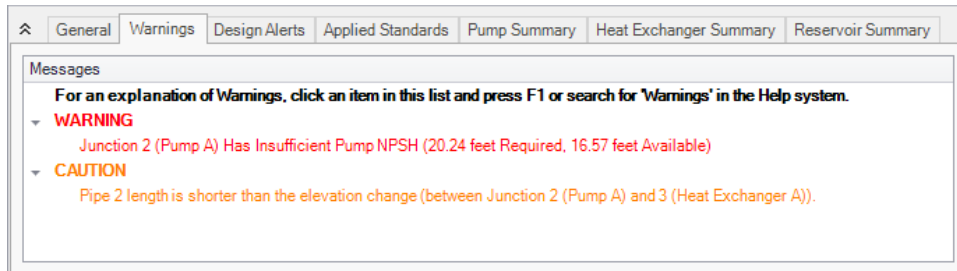 General Warnings Design Alerts Applied Standards Pump Summary Heat Exchanger Summary Reservoir Summary
Messages
For an explanation of Warnings, click an item in this list and press F1 or search for 'Warnings' in the Help system.
WARNING
Junction 2 (Pump A) Has Insufficient Pump NPSH (20.24 feet Required, 16.57 feet Available)
CAUTION
Pipe 2 length is shorter than the elevation change (between Junction 2 (Pump A) and 3 (Heat Exchanger A)).